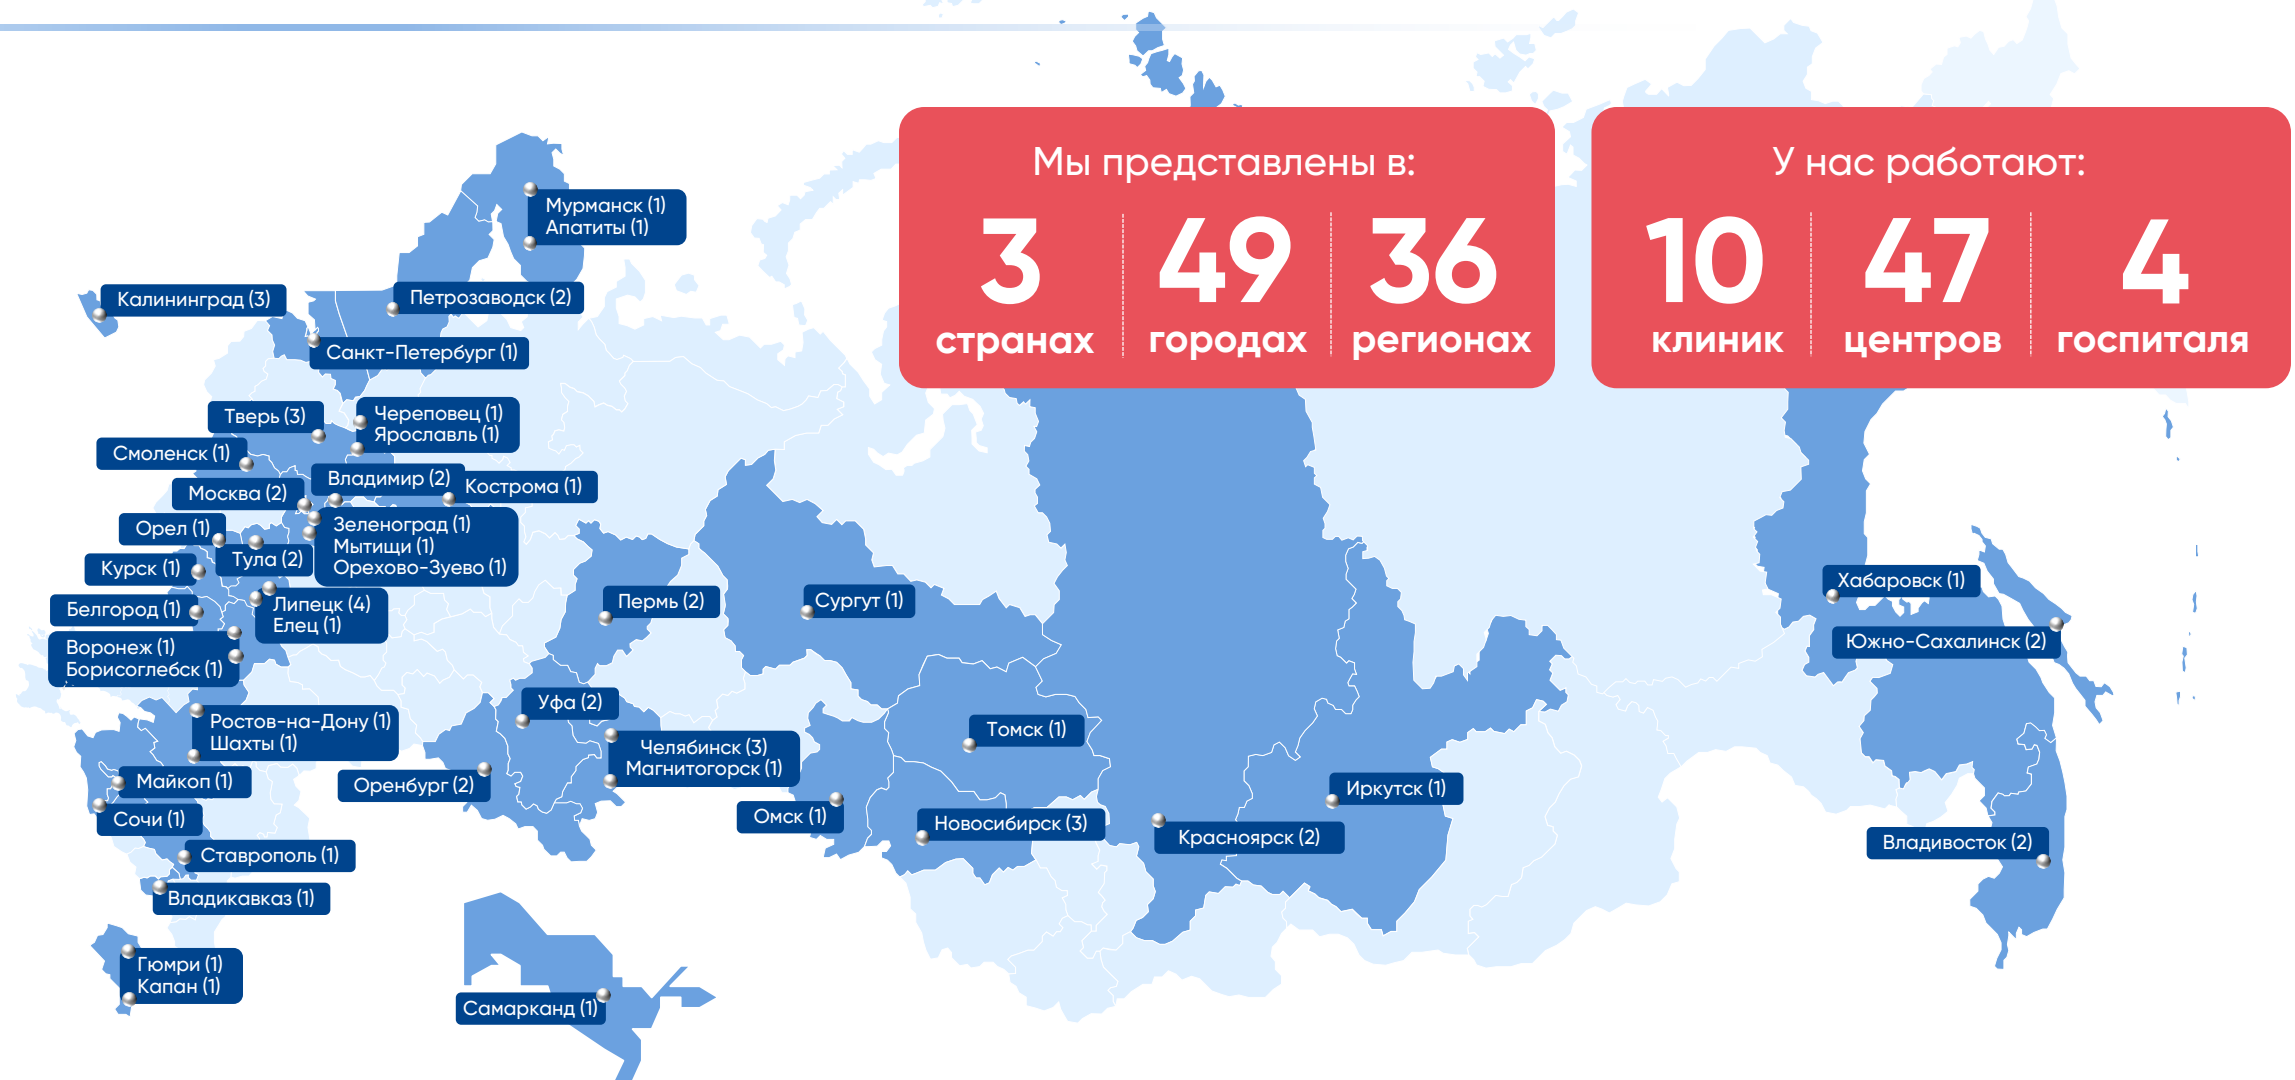 Мы представлены в:
3
странах
49
городах
36
регионах
У нас работают:
10
клиник
47
центров
4
госпиталя
Мурманск (1)
Апатиты (1)
Калининград (3)
Петрозаводск (2)
Санкт-Петербург (1)
Тверь (3)
Череповец (1)
Ярославль (1)
Смоленск (1)
Владимир (2)
Кострома (1)
Москва (2)
Орел (1)
Зеленоград (1)
Мытищи (1)
Орехово-Зуево (1)
Тула (2)
Курск (1)
Белгород (1)
Липецк (4)
Елец (1)
Воронеж (1)
Борисоглебск (1)
Пермь (2)
Сургут (1)
Хабаровск (1)
Южно-Сахалинск (2)
Уфа (2)
Ростов-на-Дону (1)
Шахты (1)
Томск (1)
Челябинск (3)
Магнитогорск (1)
Майкоп (1)
Оренбург (2)
Иркутск (1)
Сочи (1)
Омск (1)
Новосибирск (3)
Красноярск (2)
Владивосток (2)
Ставрополь (1)
Владикавказ (1)
Гюмри (1)
Капан (1)
Самарканд (1)